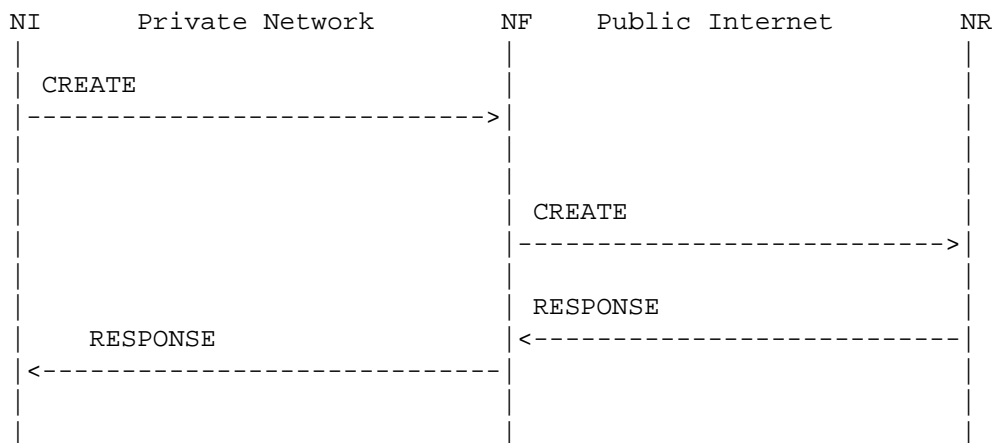 NI Private Network NF Public Internet NR
CREATE
CREATE
RESPONSE
RESPONSE